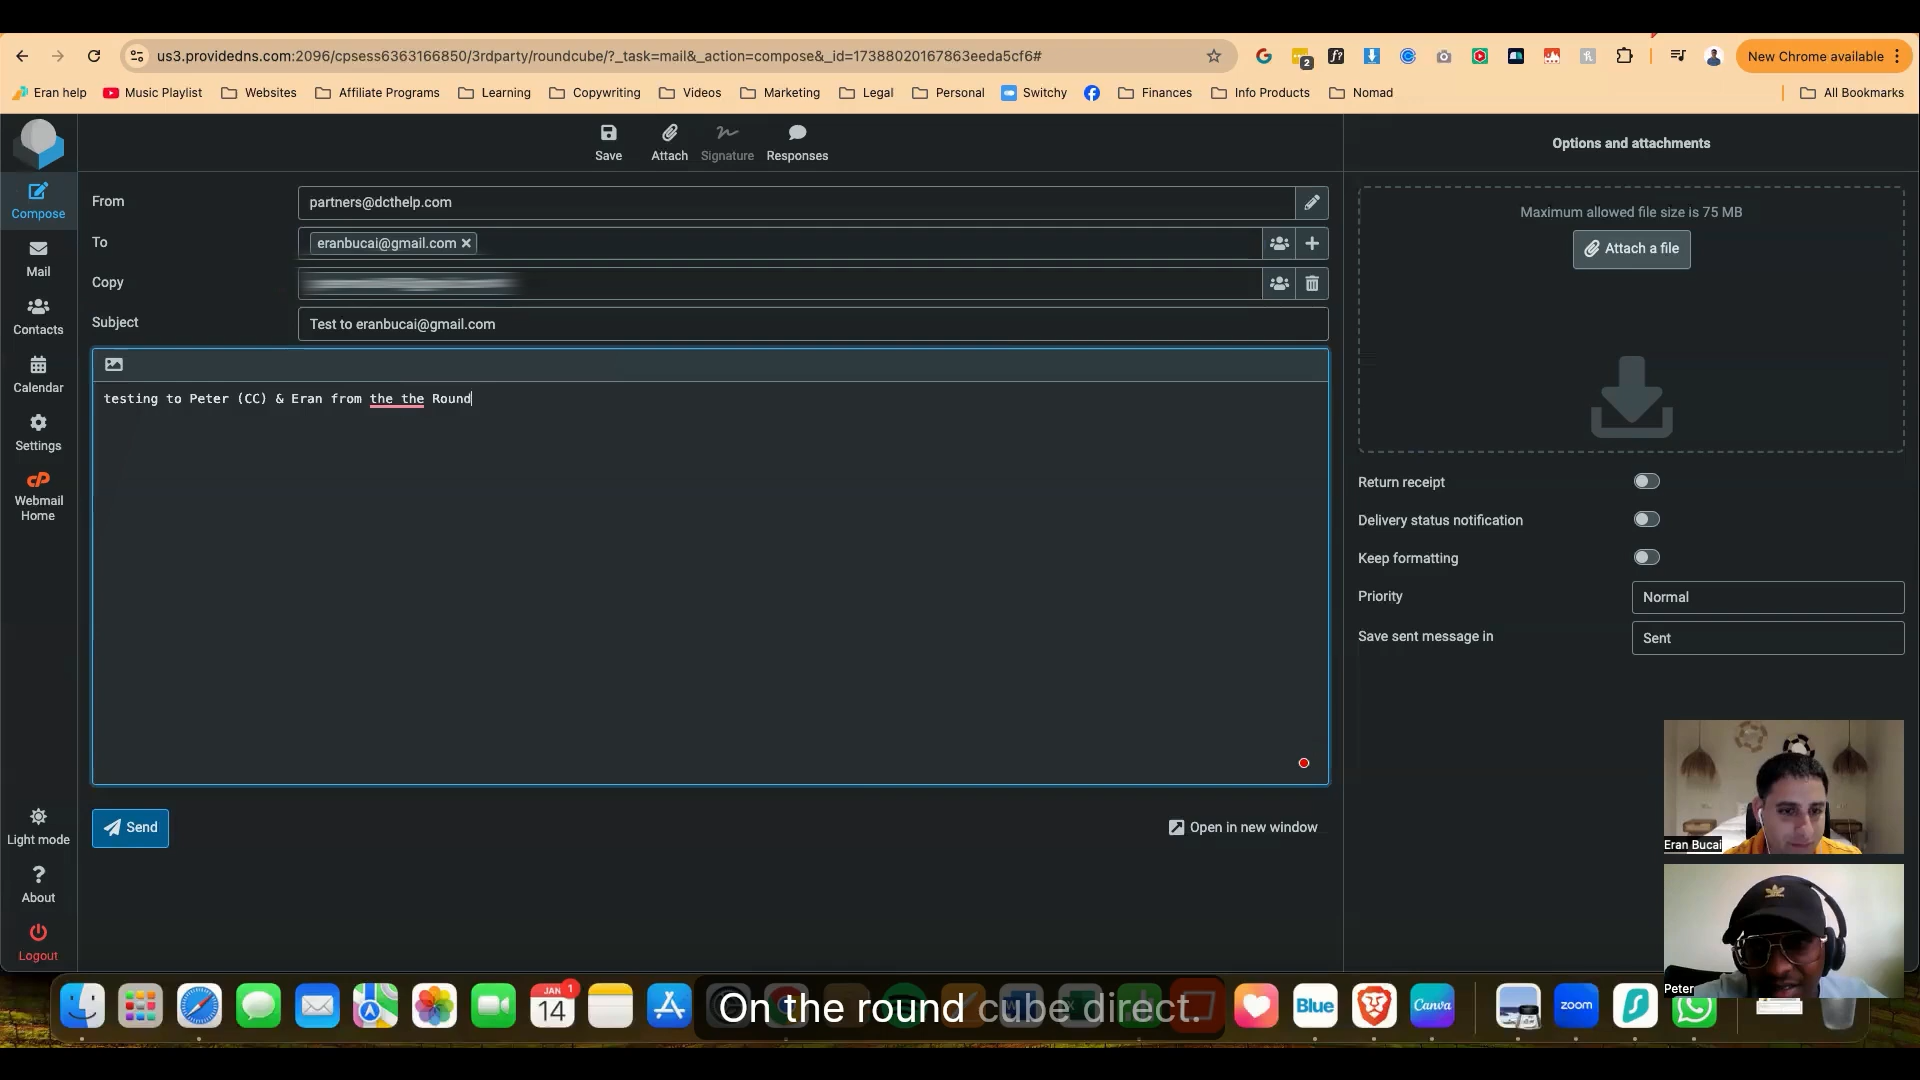 us3.providedns.com:2096/cpsess6363166850/3rdparty/roundcube/?_task=mail&_action=compose&_id=17388020167863eeda5cf6#
2
f?
New Chrome available
Eran help
Music Playlist
Websites
Affiliate Programs
Learning
Copywriting
Videos
Marketing
Legal
Personal
Switchy
Finances
Info Products
Nomad
All Bookmarks
Save
Attach
Signature
Responses
Options and attachments
Compose
Mail
Contacts
Calendar
Settings
cP
Webmail
Home
Light mode
About
Logout
From
partners@dcthelp.com
To
eranbucai@gmail.com
Copy
Subject
Test to eranbucai@gmail.com
testing to Peter (CC) & Eran from the the Round
Send
Open in new window
Maximum allowed file size is 75 MB
Attach a file
Return receipt
Delivery status notification
Keep formatting
Priority
Normal
Save sent message in
Sent
Eran Bucai
Peter
JAN
14
1
On the round cube direct.
Blue
Canva
zoom